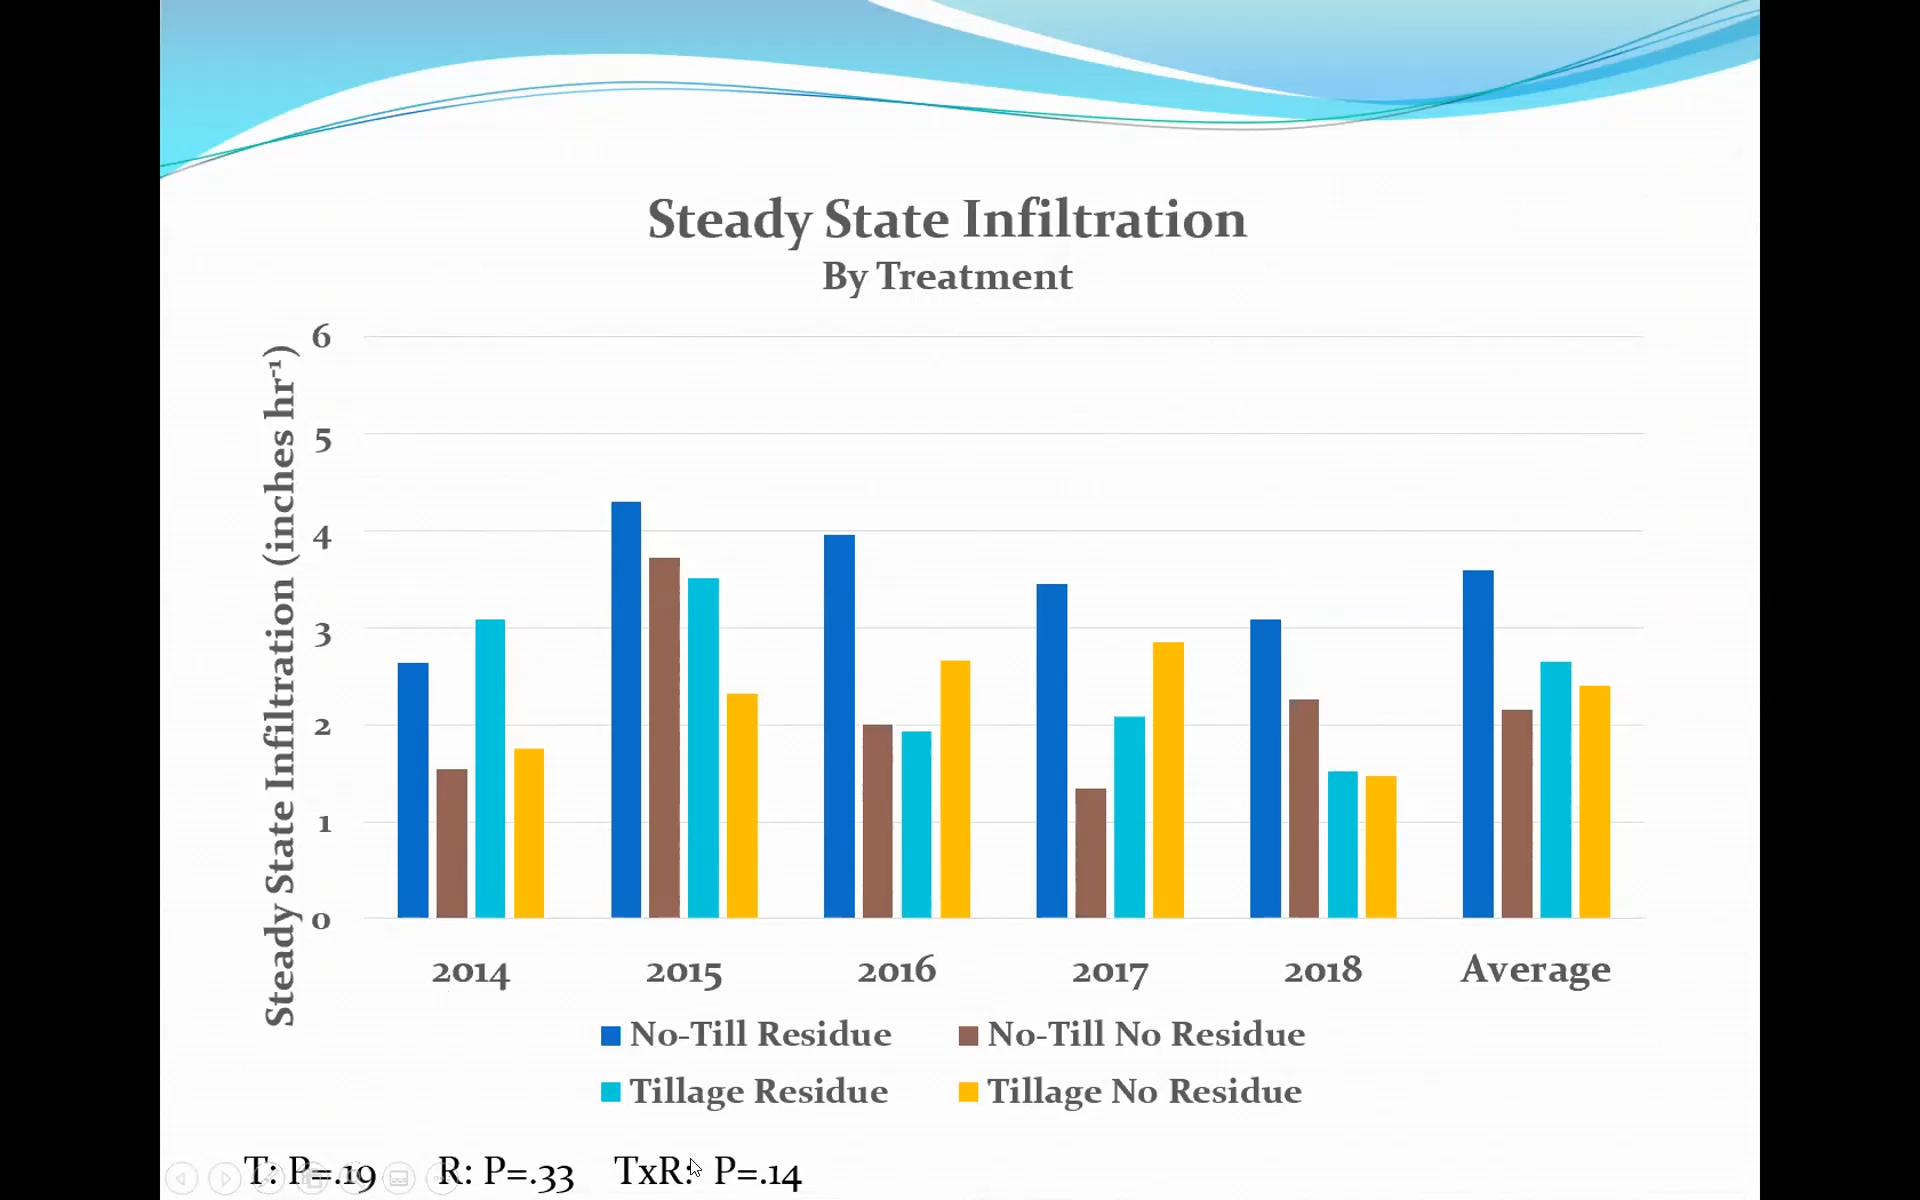 Steady State Infiltration
By Treatment
Steady State Infiltration (inches hr⁻¹)
6
5
4
3
2
1
0
2014 2015 2016 2017 2018 Average
No-Till Residue No-Till No Residue
Tillage Residue Tillage No Residue
T: P=.19 R: P=.33 TxR: P=.14